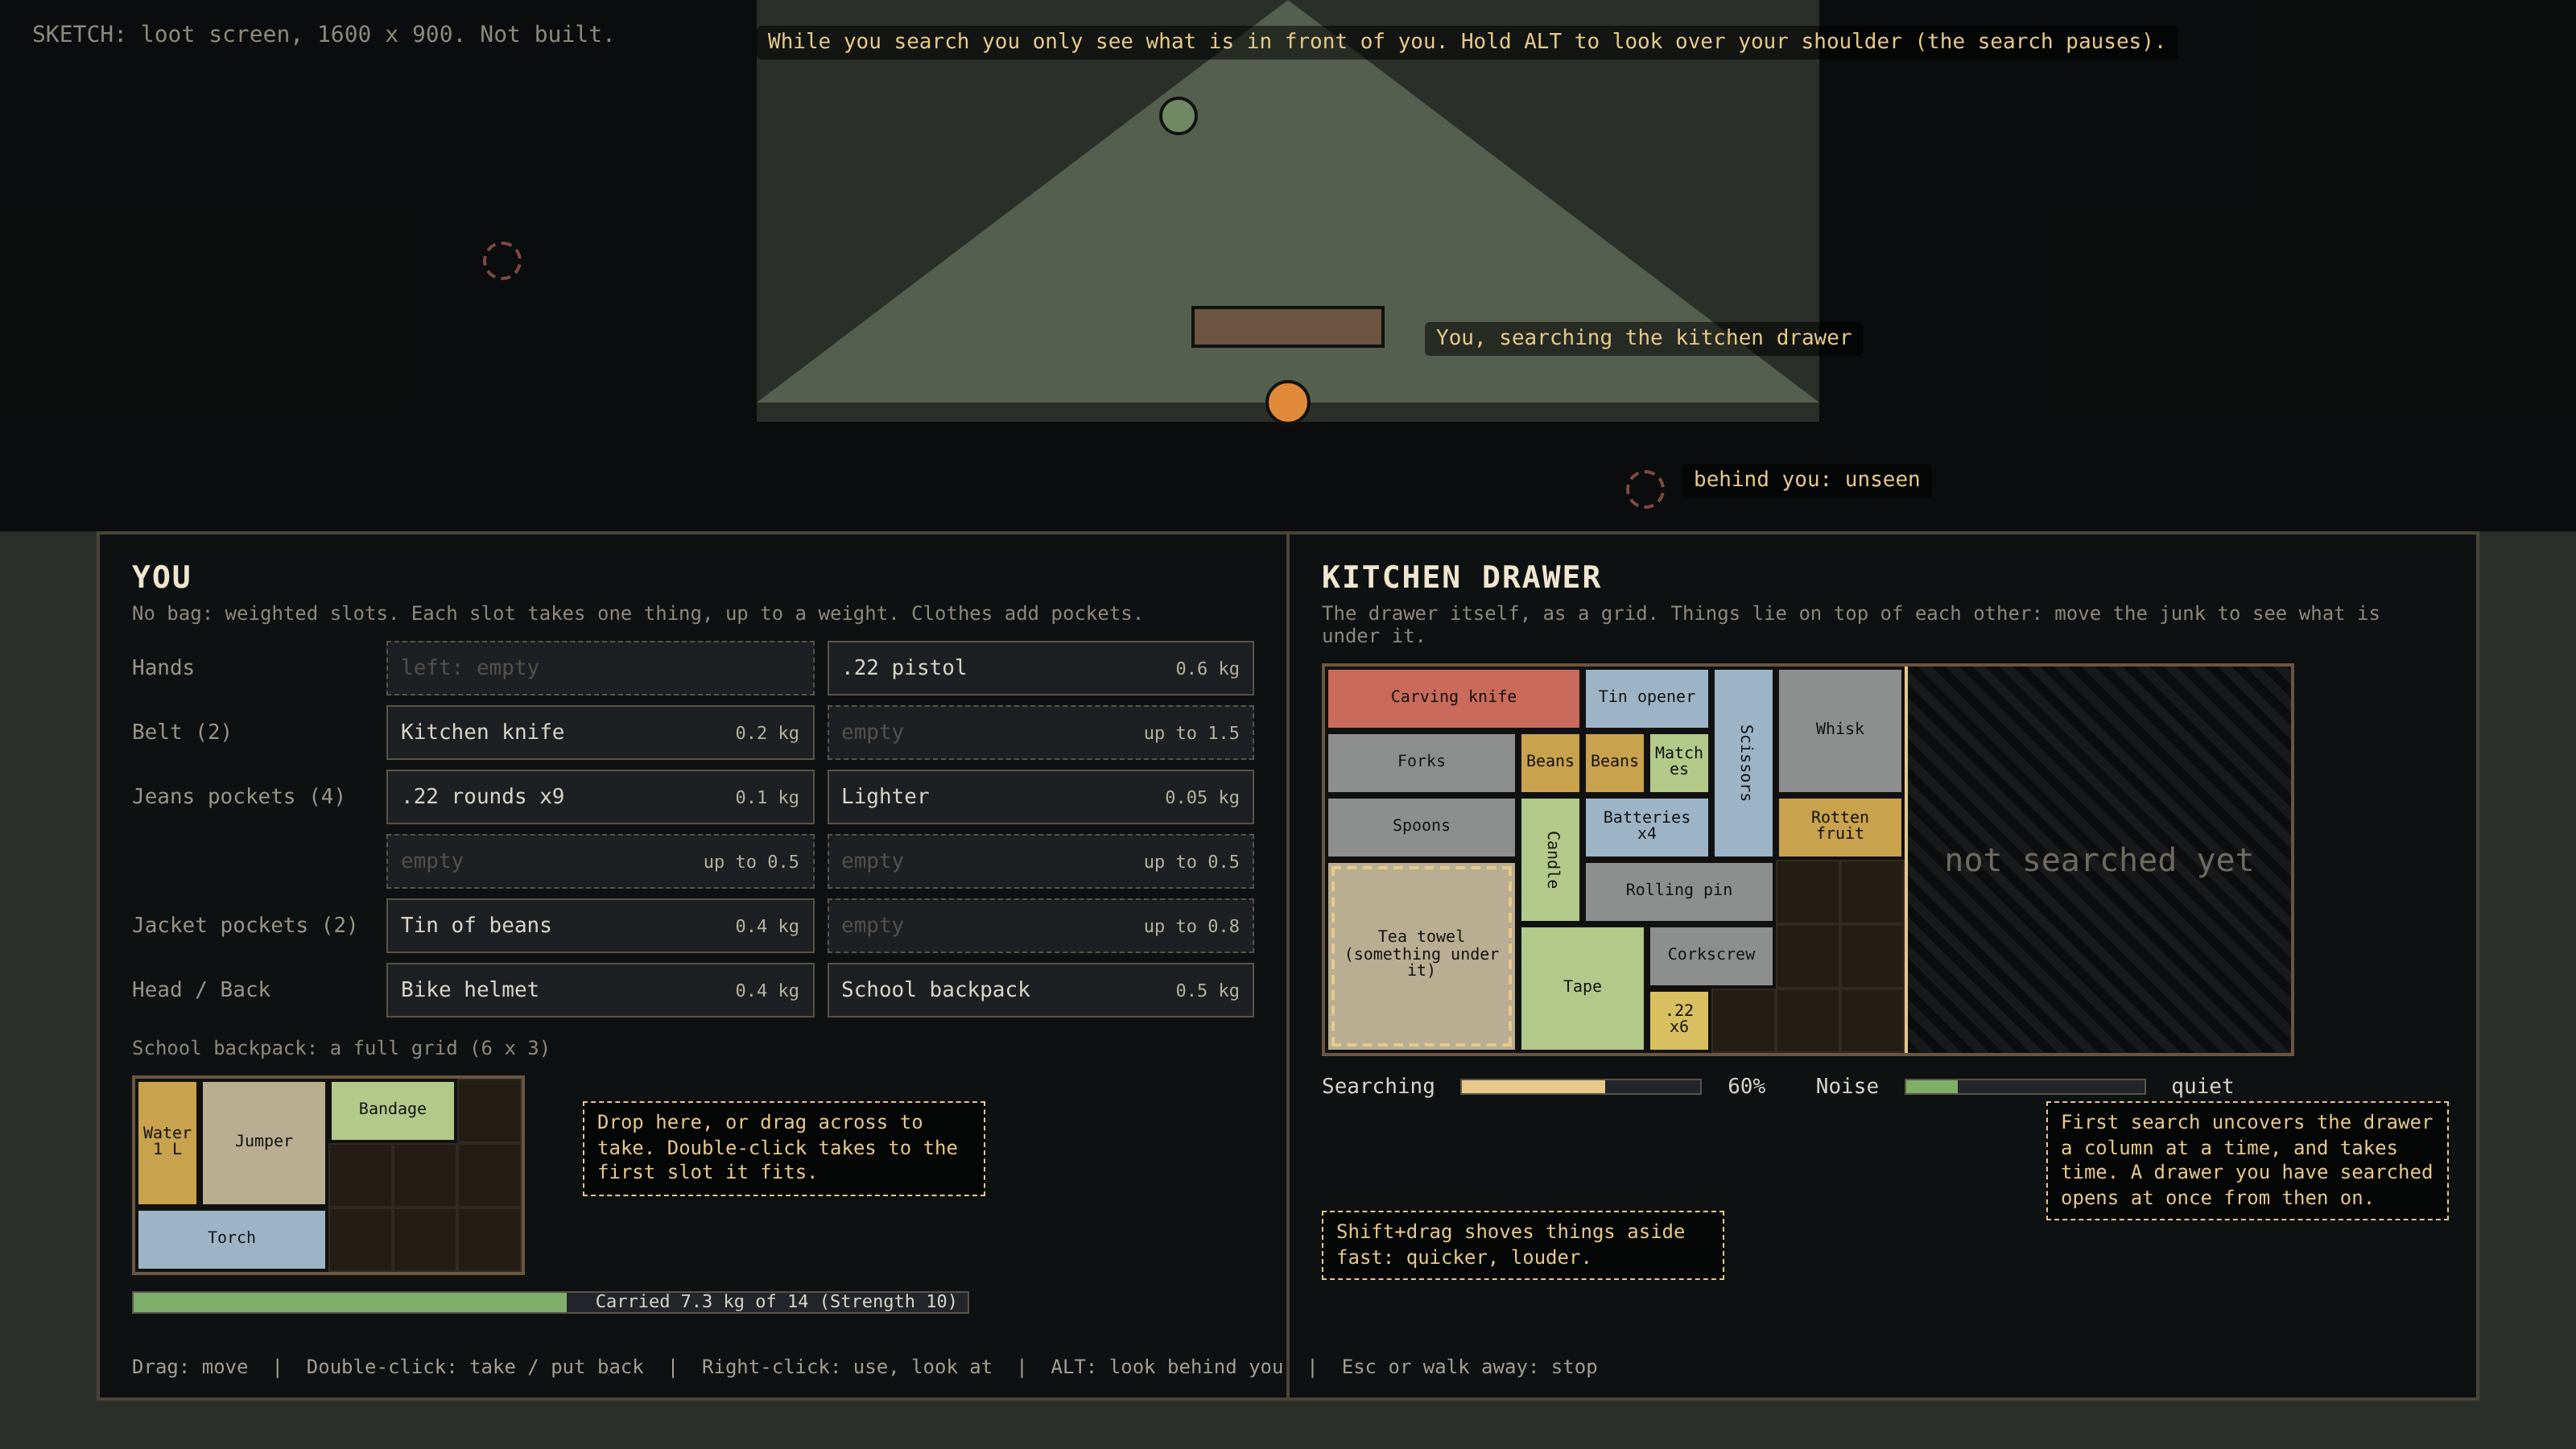 SKETCH: loot screen, 1600 x 900. Not built.
While you search you only see what is in front of you. Hold ALT to look over your shoulder (the search pauses).
You, searching the kitchen drawer
behind you: unseen
YOU
No bag: weighted slots. Each slot takes one thing, up to a weight. Clothes add pockets.
Hands
left: empty
.22 pistol 0.6 kg
Belt (2)
Kitchen knife 0.2 kg
empty up to 1.5
Jeans pockets (4)
.22 rounds x9 0.1 kg
Lighter 0.05 kg
empty up to 0.5
empty up to 0.5
Jacket pockets (2)
Tin of beans 0.4 kg
empty up to 0.8
Head / Back
Bike helmet 0.4 kg
School backpack 0.5 kg
School backpack: a full grid (6 x 3)
Water
1 L
Jumper
Bandage
Torch
Drop here, or drag across to
take. Double-click takes to the
first slot it fits.
Carried 7.3 kg of 14 (Strength 10)
KITCHEN DRAWER
The drawer itself, as a grid. Things lie on top of each other: move the junk to see what is
under it.
Carving knife
Tin opener
Scissors
Whisk
Forks
Beans
Beans
Match
es
Spoons
Candle
Batteries
x4
Rotten
fruit
Rolling pin
Tea towel
(something under
it)
Tape
Corkscrew
.22
x6
not searched yet
Searching 60% Noise quiet
First search uncovers the drawer
a column at a time, and takes
time. A drawer you have searched
opens at once from then on.
Shift+drag shoves things aside
fast: quicker, louder.
Drag: move | Double-click: take / put back | Right-click: use, look at | ALT: look behind you | Esc or walk away: stop